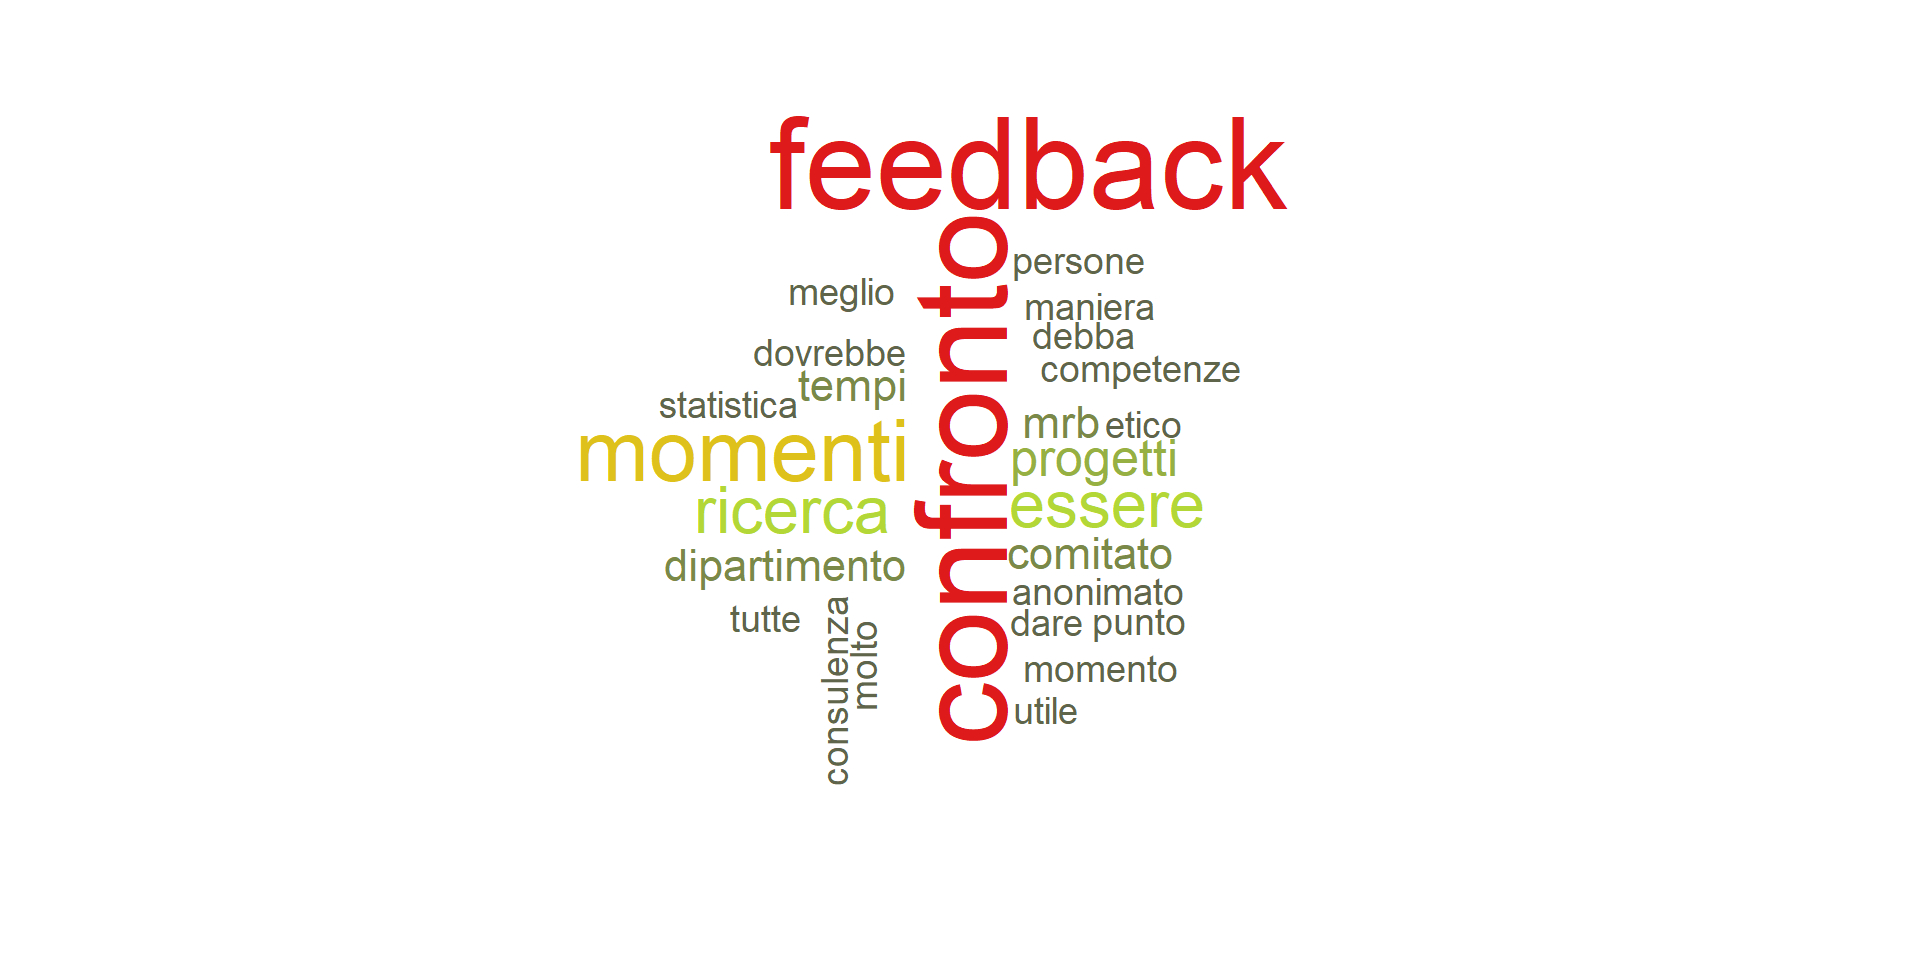 feedback
confronto
persone
meglio
maniera
debba
dovrebbe
competenze
tempi
statistica
mrb etico
momenti
progetti
ricerca
essere
comitato
dipartimento
anonimato
tutte
dare punto
consulenza
molto
momento
utile